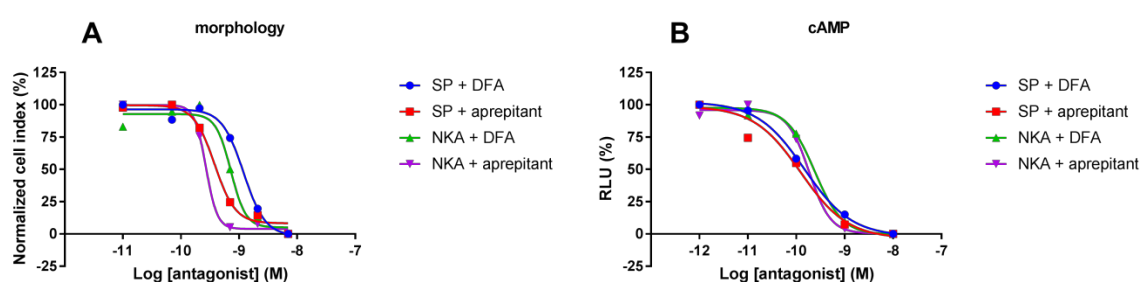 A
morphology
Normalized cell index (%)
125
100
75
50
25
0
-25
-11
-10
-9
-8
-7
Log [antagonist] (M)
SP + DFA
SP + aprepitant
NKA + DFA
NKA + aprepitant
B
cAMP
RLU (%)
125
100
75
50
25
0
-25
-12
-11
-10
-9
-8
-7
Log [antagonist] (M)
SP + DFA
SP + aprepitant
NKA + DFA
NKA + aprepitant